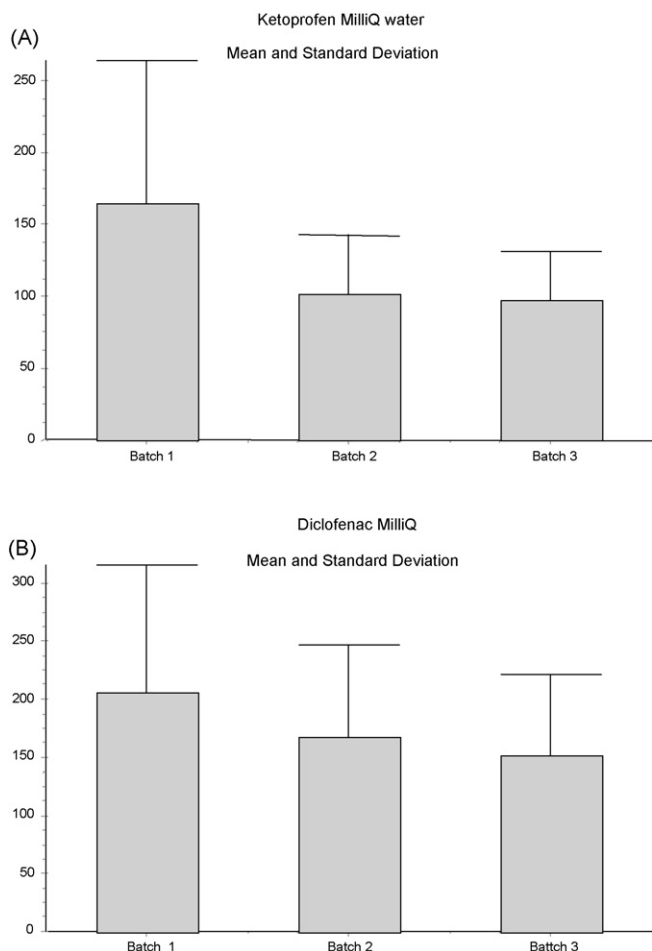 Ketoprofen MilliQ water
(A)
Mean and Standard Deviation
250
200
150
100
50
0
Batch 1 Batch 2 Batch 3
Diclofenac MilliQ
(B)
Mean and Standard Deviation
300
250
200
150
100
50
0
Batch 1 Batch 2 Battch 3